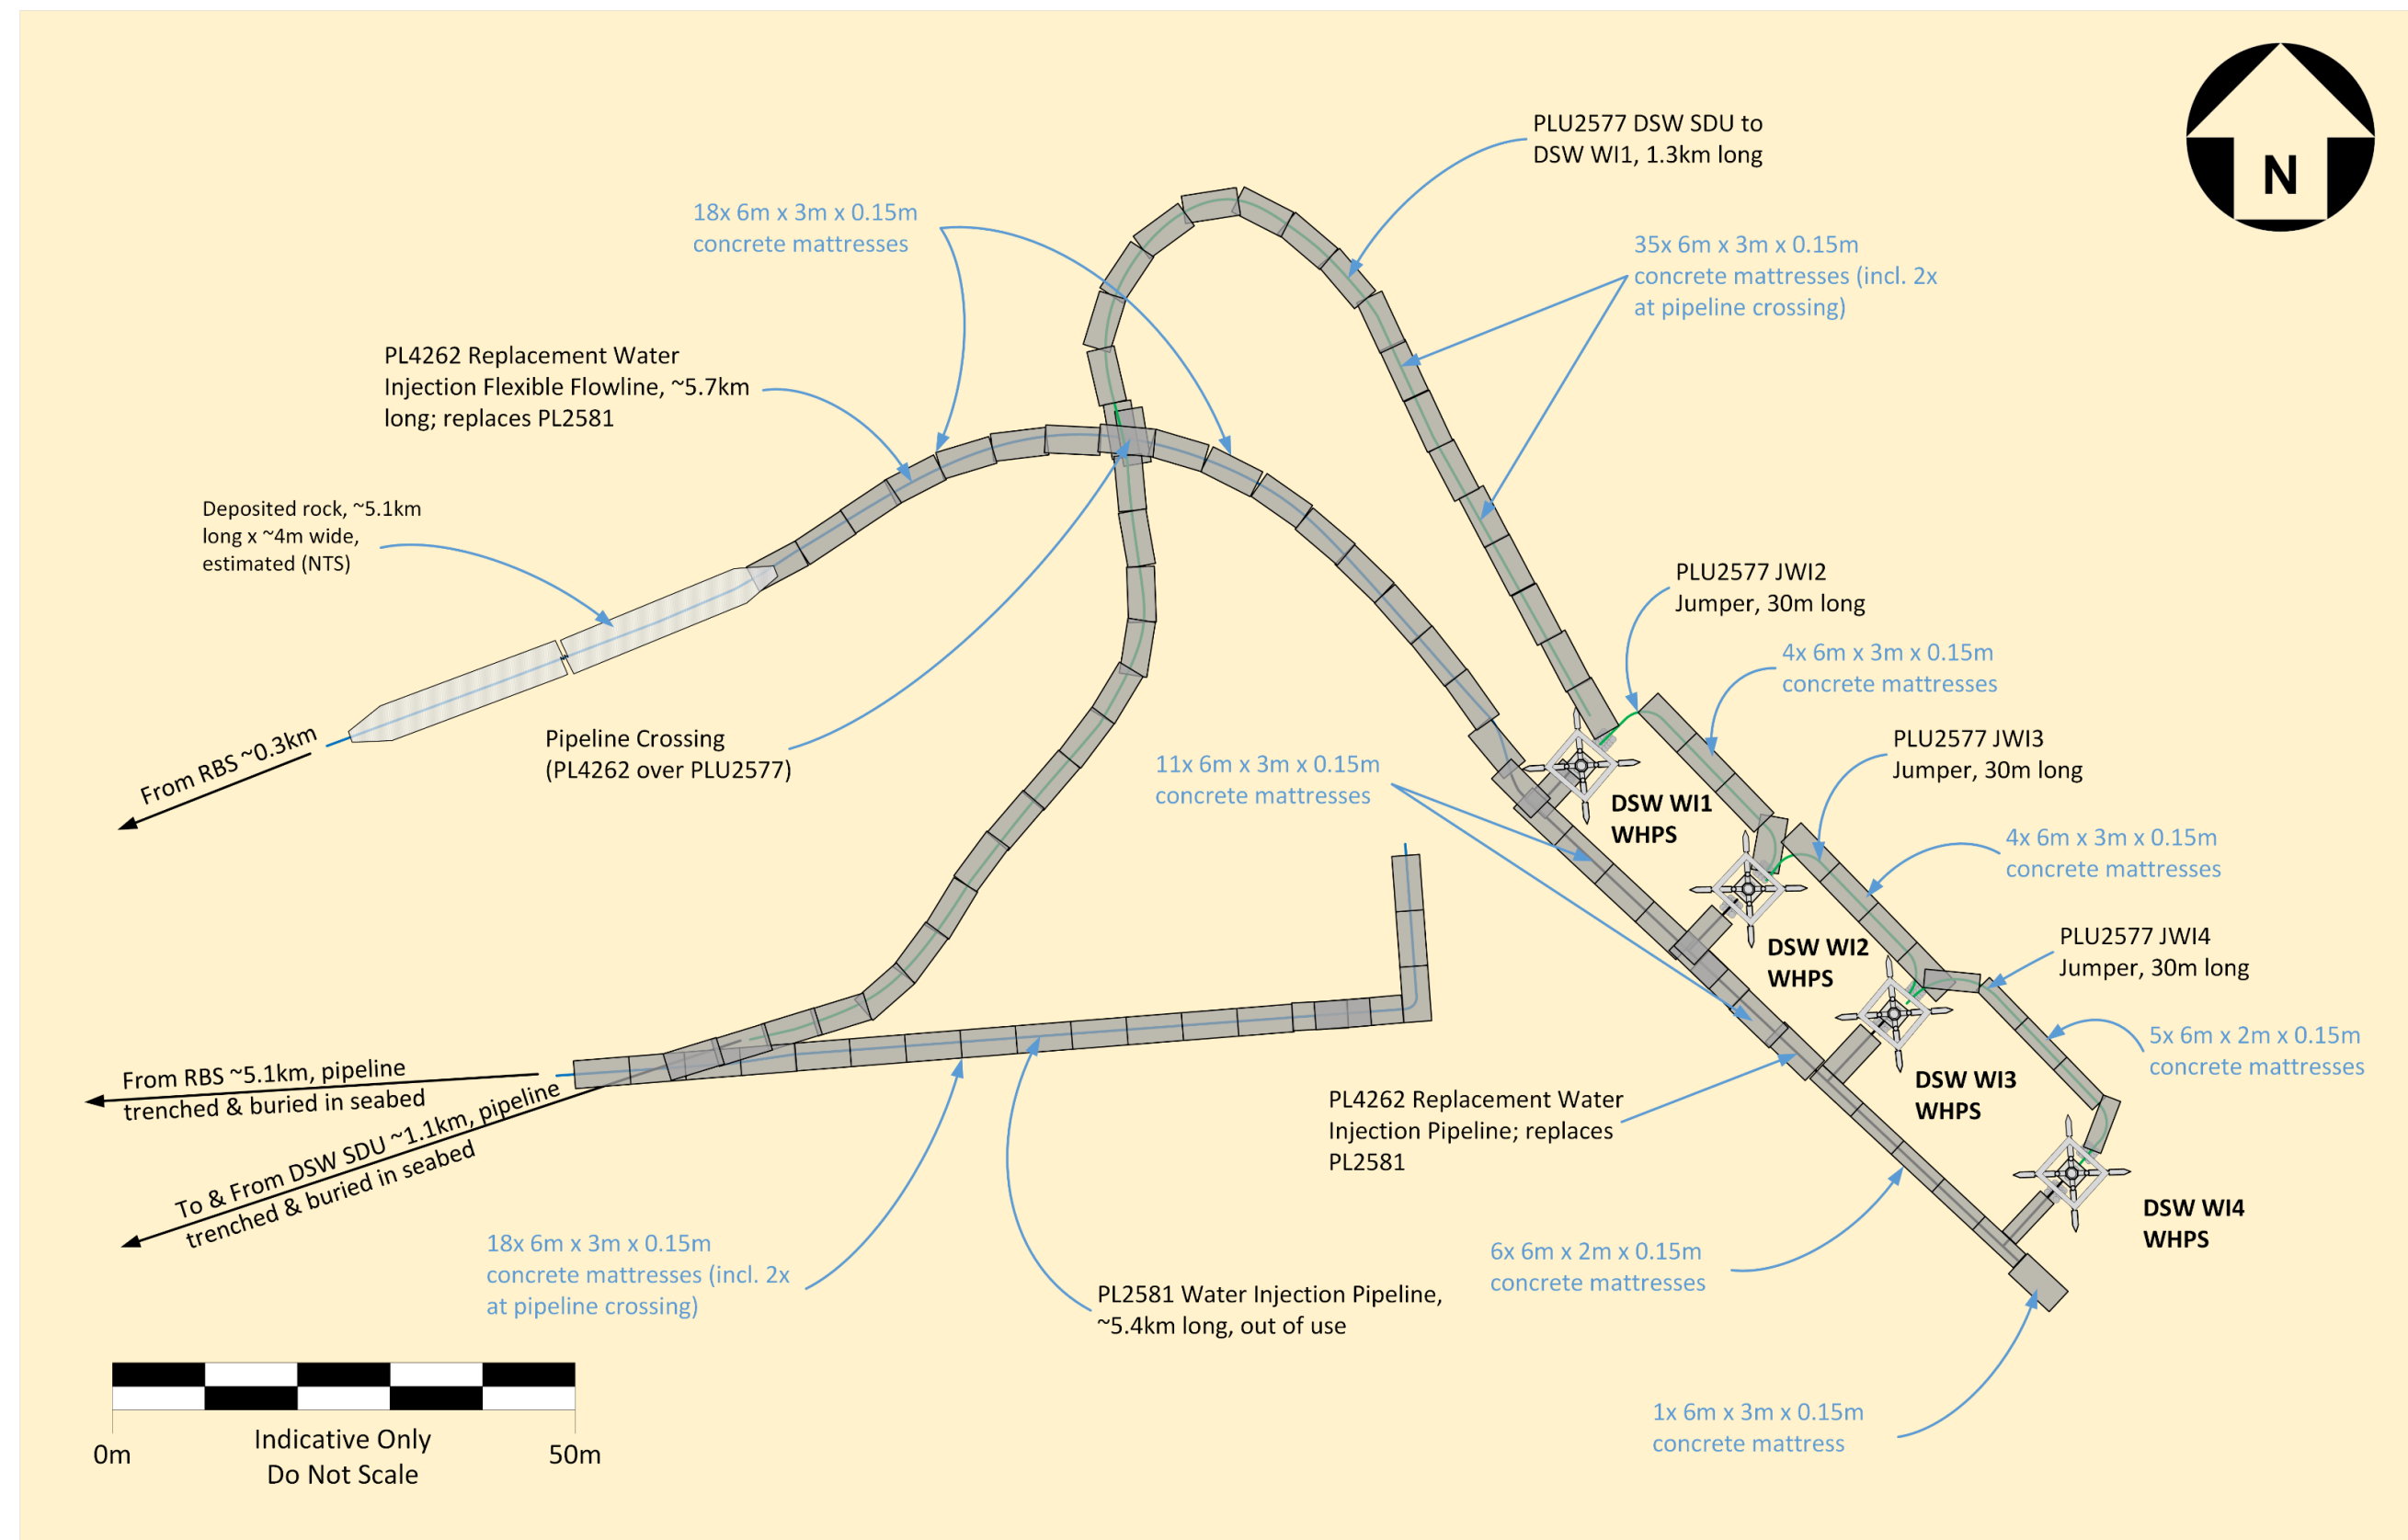 N
PLU2577 DSW SDU to
DSW WI1, 1.3km long
18x 6m x 3m x 0.15m
concrete mattresses
35x 6m x 3m x 0.15m
concrete mattresses (incl. 2x
at pipeline crossing)
PL4262 Replacement Water
Injection Flexible Flowline, ~5.7km
long; replaces PL2581
Deposited rock, ~5.1km
long x ~4m wide,
estimated (NTS)
PLU2577 JWI2
Jumper, 30m long
4x 6m x 3m x 0.15m
concrete mattresses
From RBS ~0.3km
Pipeline Crossing
(PL4262 over PLU2577)
PLU2577 JWI3
Jumper, 30m long
11x 6m x 3m x 0.15m
concrete mattresses
DSW WI1
WHPS
4x 6m x 3m x 0.15m
concrete mattresses
DSW WI2
WHPS
PLU2577 JWI4
Jumper, 30m long
5x 6m x 2m x 0.15m
concrete mattresses
From RBS ~5.1km, pipeline
trenched & buried in seabed
To & From DSW SDU ~1.1km, pipeline
trenched & buried in seabed
PL4262 Replacement Water
Injection Pipeline; replaces
PL2581
DSW WI3
WHPS
DSW WI4
WHPS
18x 6m x 3m x 0.15m
concrete mattresses (incl. 2x
at pipeline crossing)
PL2581 Water Injection Pipeline,
~5.4km long, out of use
6x 6m x 2m x 0.15m
concrete mattresses
1x 6m x 3m x 0.15m
concrete mattress
0m
Indicative Only
Do Not Scale
50m